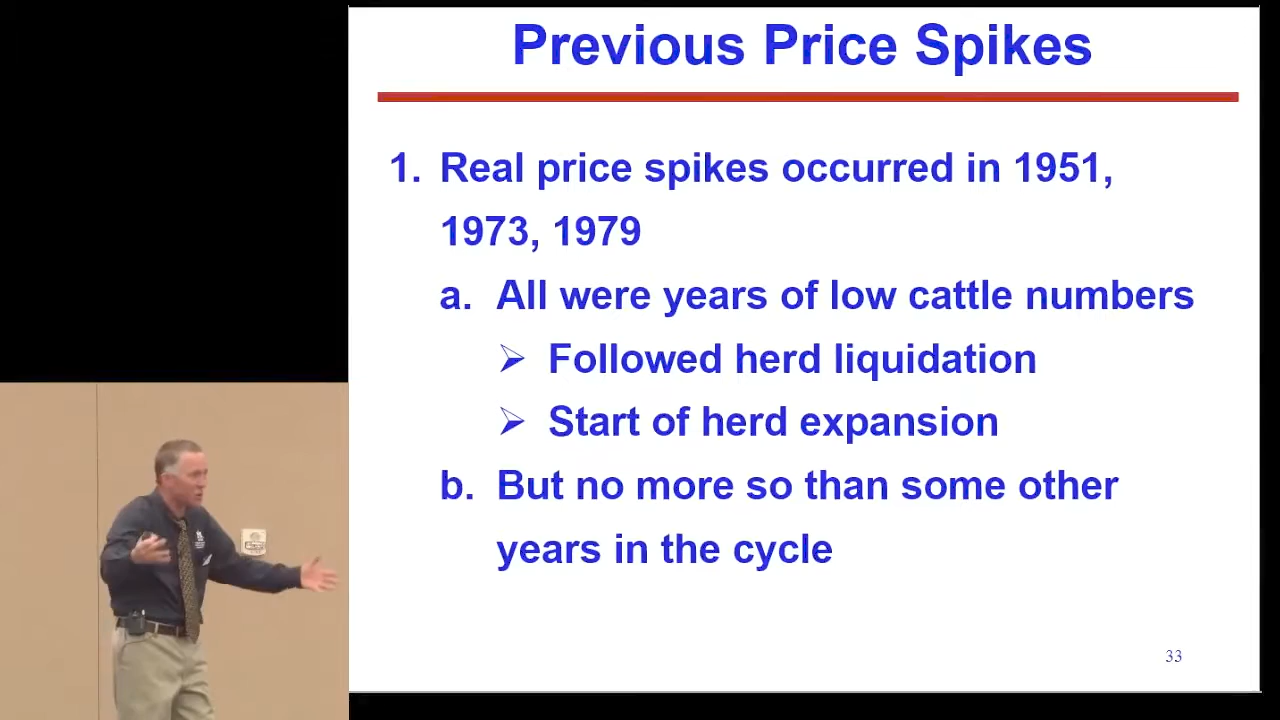 Previous Price Spikes
1. Real price spikes occurred in 1951,
1973, 1979
a. All were years of low cattle numbers
➢ Followed herd liquidation
➢ Start of herd expansion
b. But no more so than some other
years in the cycle
33